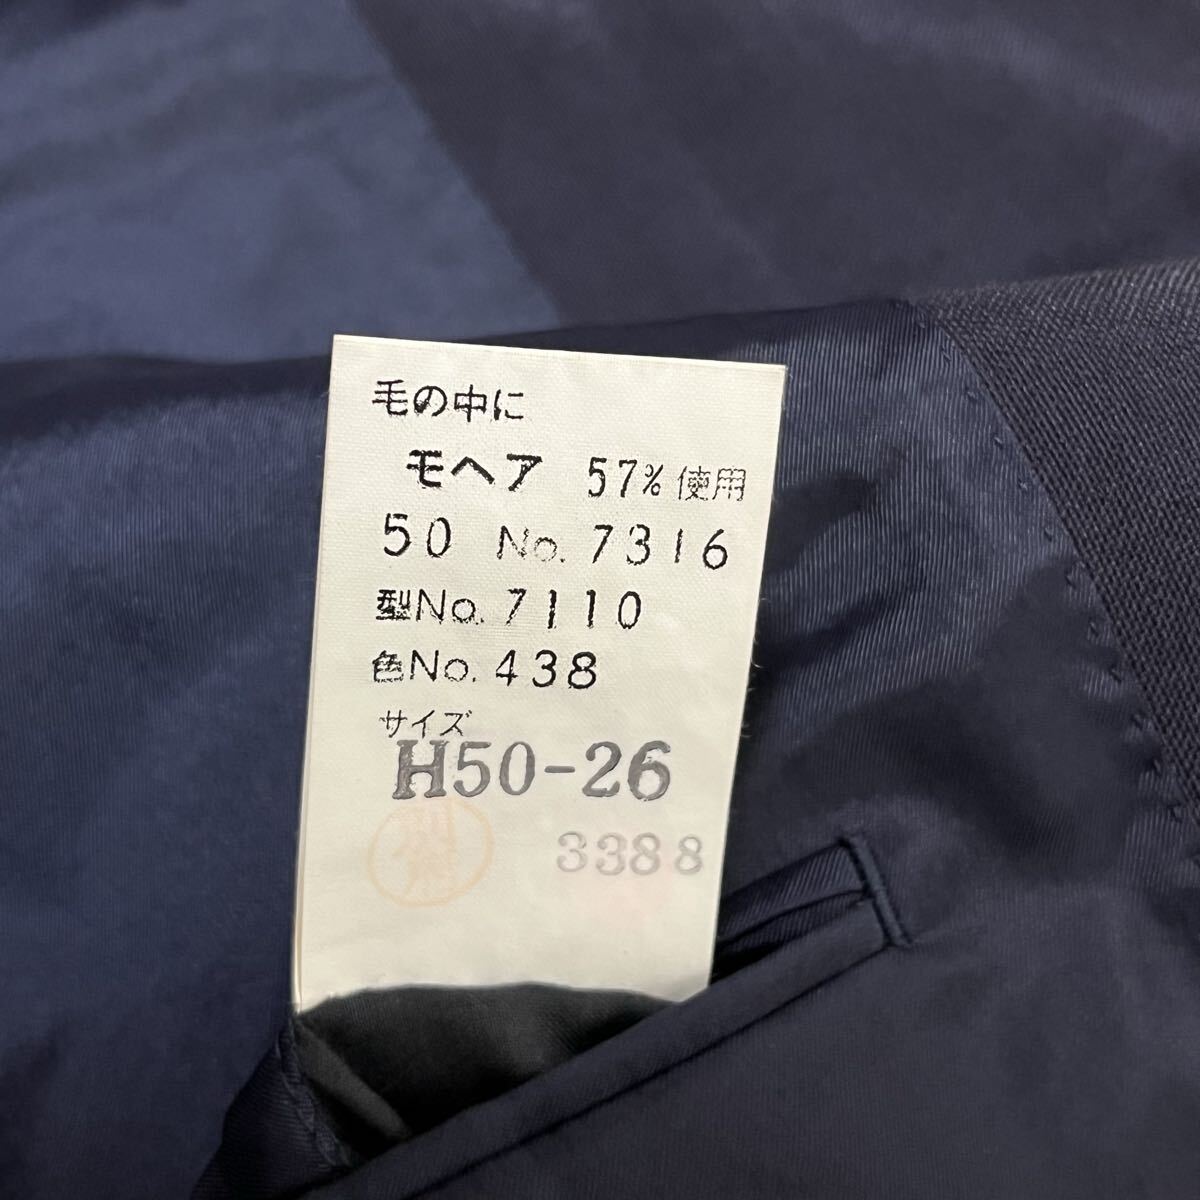 毛の中に
モヘア 57%使用
50 No. 7316
型No. 7110
色No. 438
サイズ
H50-26
3388